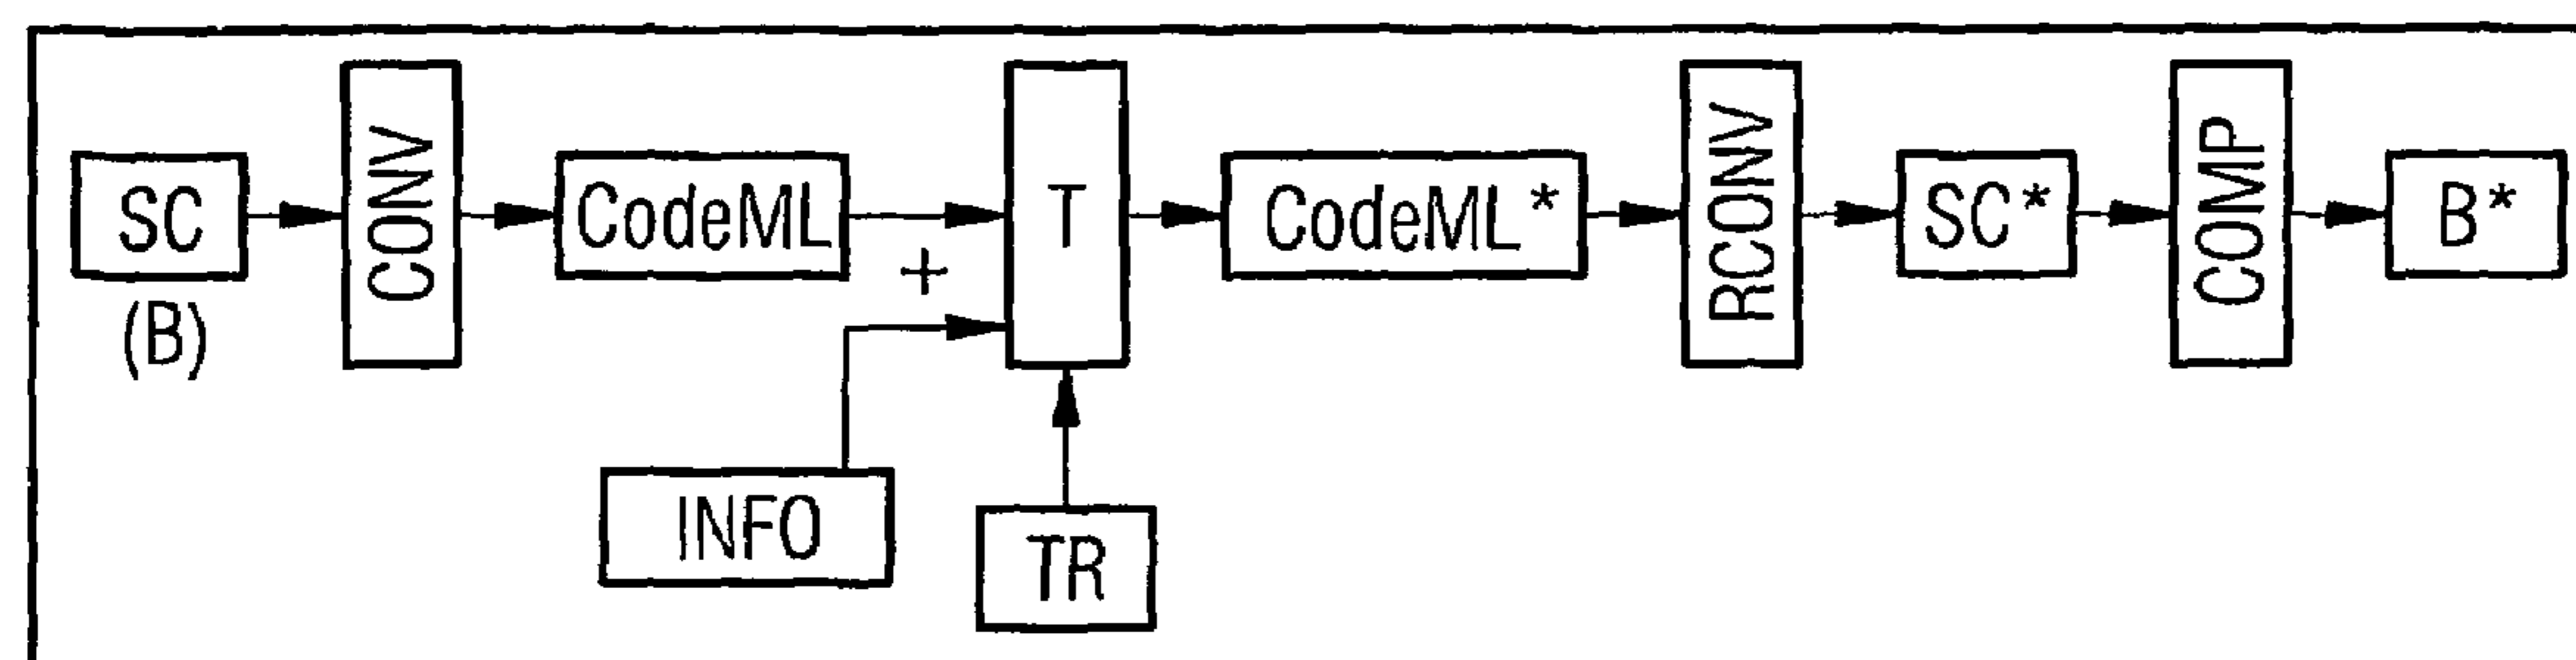 SC
(B)
CONV
CodeML
+
INFO
T
TR
CodeML*
RCONV
SC*
COMP
B*